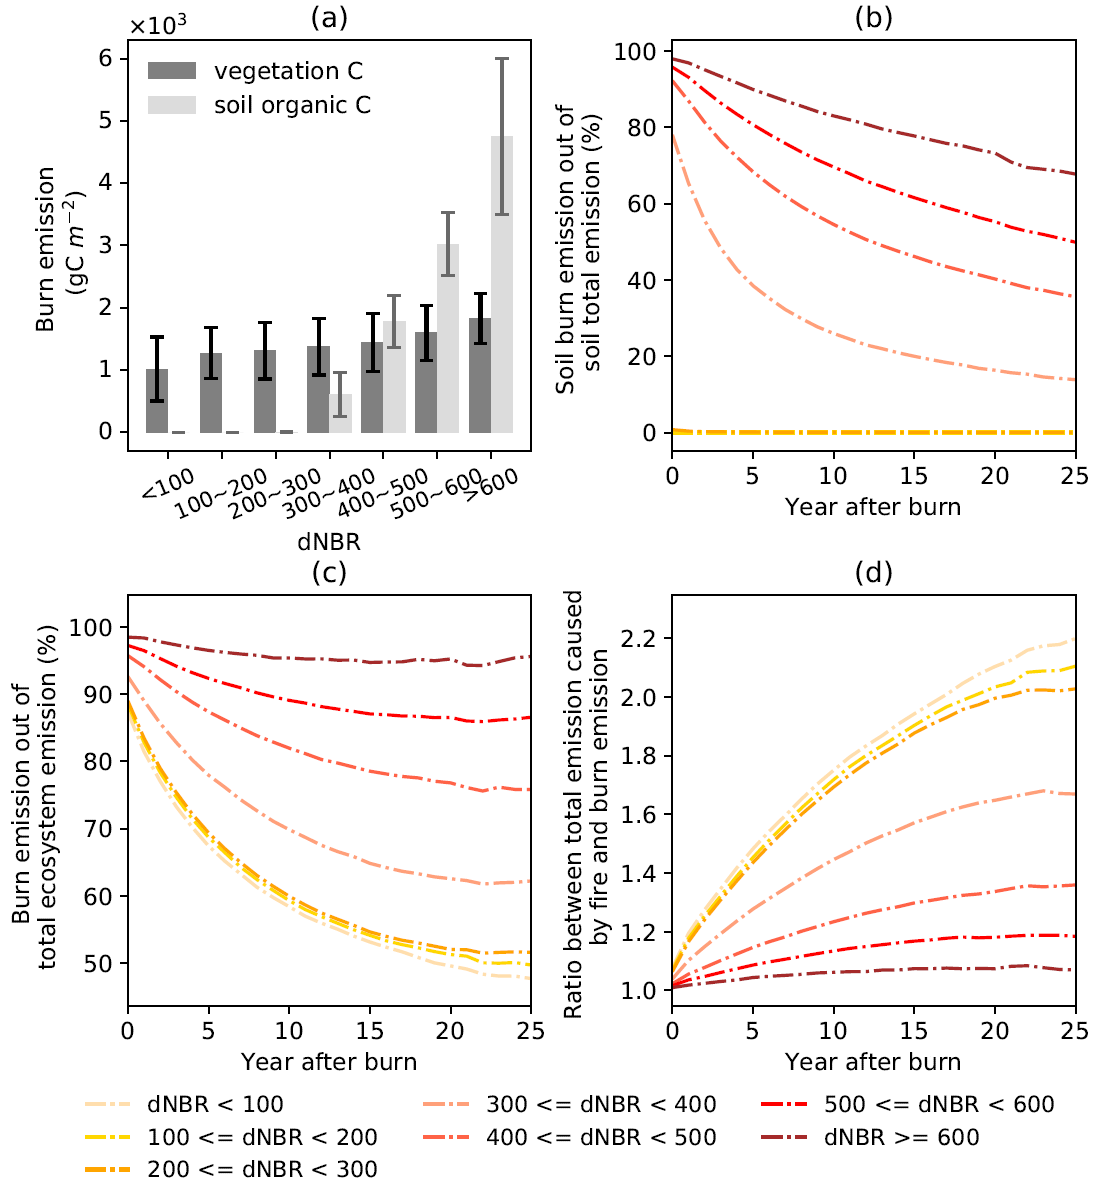 (a)
×10³
6
5
4
3
2
1
0
Burn emission
(gC m⁻²)
vegetation C
soil organic C
<100
100~200
200~300
300~400
400~500
500~600
>600
dNBR
(b)
100
80
60
40
20
0
Soil burn emission out of
soil total emission (%)
0 5 10 15 20 25
Year after burn
(c)
100
90
80
70
60
50
Burn emission out of
total ecosystem emission (%)
0 5 10 15 20 25
Year after burn
(d)
2.2
2.0
1.8
1.6
1.4
1.2
1.0
Ratio between total emission caused
by fire and burn emission
0 5 10 15 20 25
Year after burn
dNBR < 100
100 <= dNBR < 200
200 <= dNBR < 300
300 <= dNBR < 400
400 <= dNBR < 500
500 <= dNBR < 600
dNBR >= 600